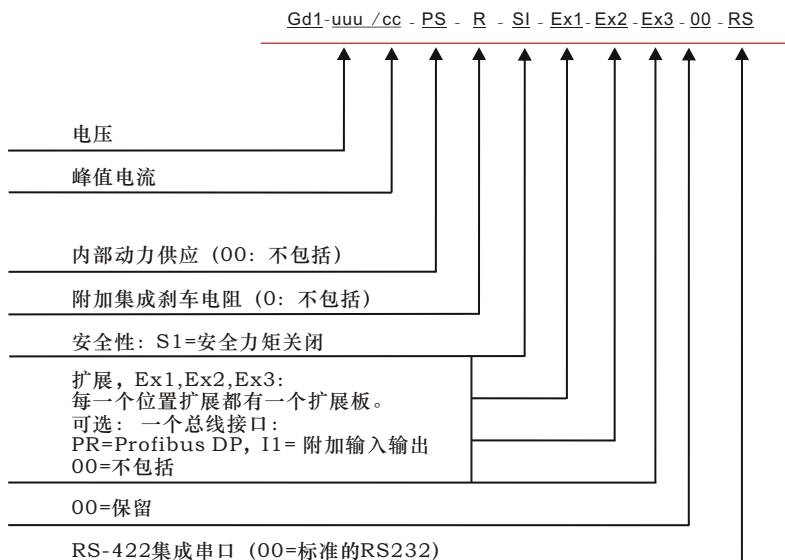 Gd1-uuu /cc - PS - R - SI - Ex1-Ex2-Ex3-00-RS
电压
峰值电流
内部动力供应 (00: 不包括)
附加集成刹车电阻 (0: 不包括)
安全性: S1=安全力矩关闭
扩展, Ex1,Ex2,Ex3:
每一个位置扩展都有一个扩展板。
可选: 一个总线接口:
PR=Profibus DP, I1= 附加输入输出
00=不包括
00=保留
RS-422集成串口 (00=标准的RS232)